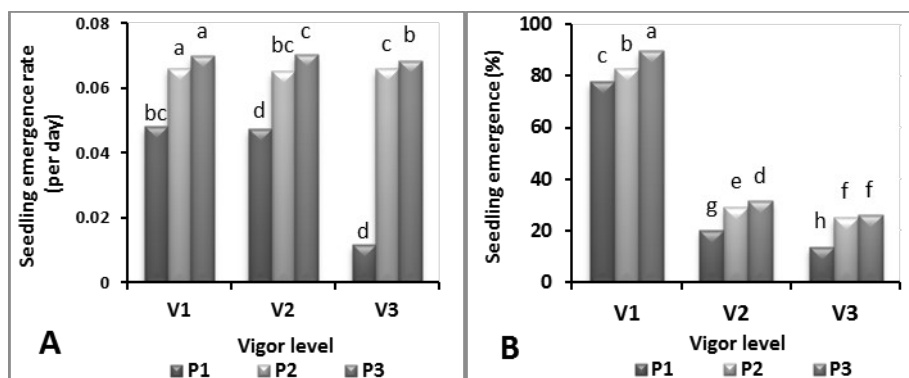 Seedling emergence rate
(per day)
0.08
0.06
0.04
0.02
0
bc
a
a
d
bc
c
d
c
b
V1
V2
V3
A
Vigor level
P1
P2
P3
Seedling emergence (%)
100
80
60
40
20
0
c
b
a
g
e
d
h
f
f
V1
V2
V3
B
Vigor level
P1
P2
P3